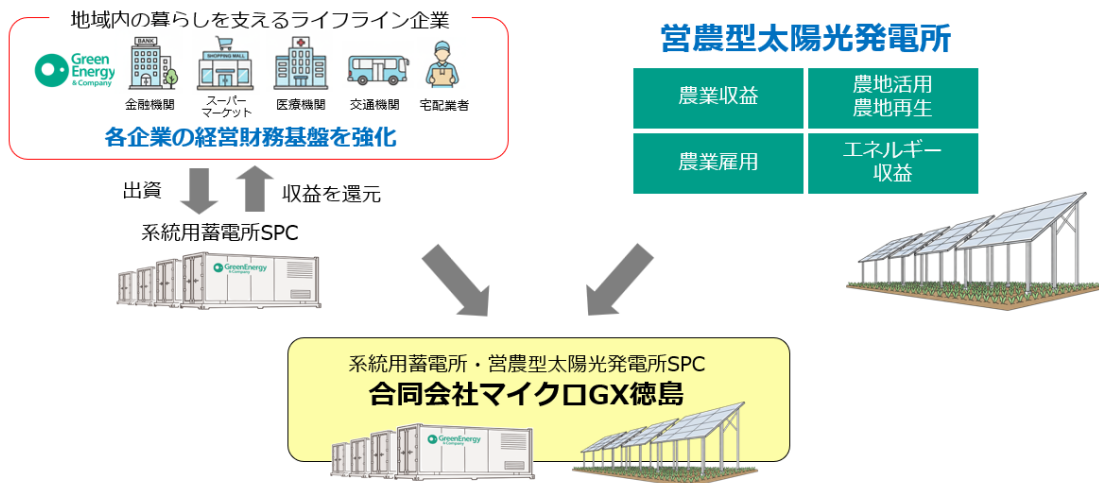 地域内の暮らしを支えるライフライン企業
Green
Energy
& Company
BANK
SHOPPING MALL
金融機関
スーパー
マーケット
医療機関
交通機関
宅配業者
各企業の経営財務基盤を強化
出資
収益を還元
系統用蓄電所SPC
GreenEnergy
& Company
営農型太陽光発電所
農業収益
農地活用
農地再生
農業雇用
エネルギー
収益
系統用蓄電所・営農型太陽光発電所SPC
合同会社マイクロGX徳島
GreenEnergy
& Company